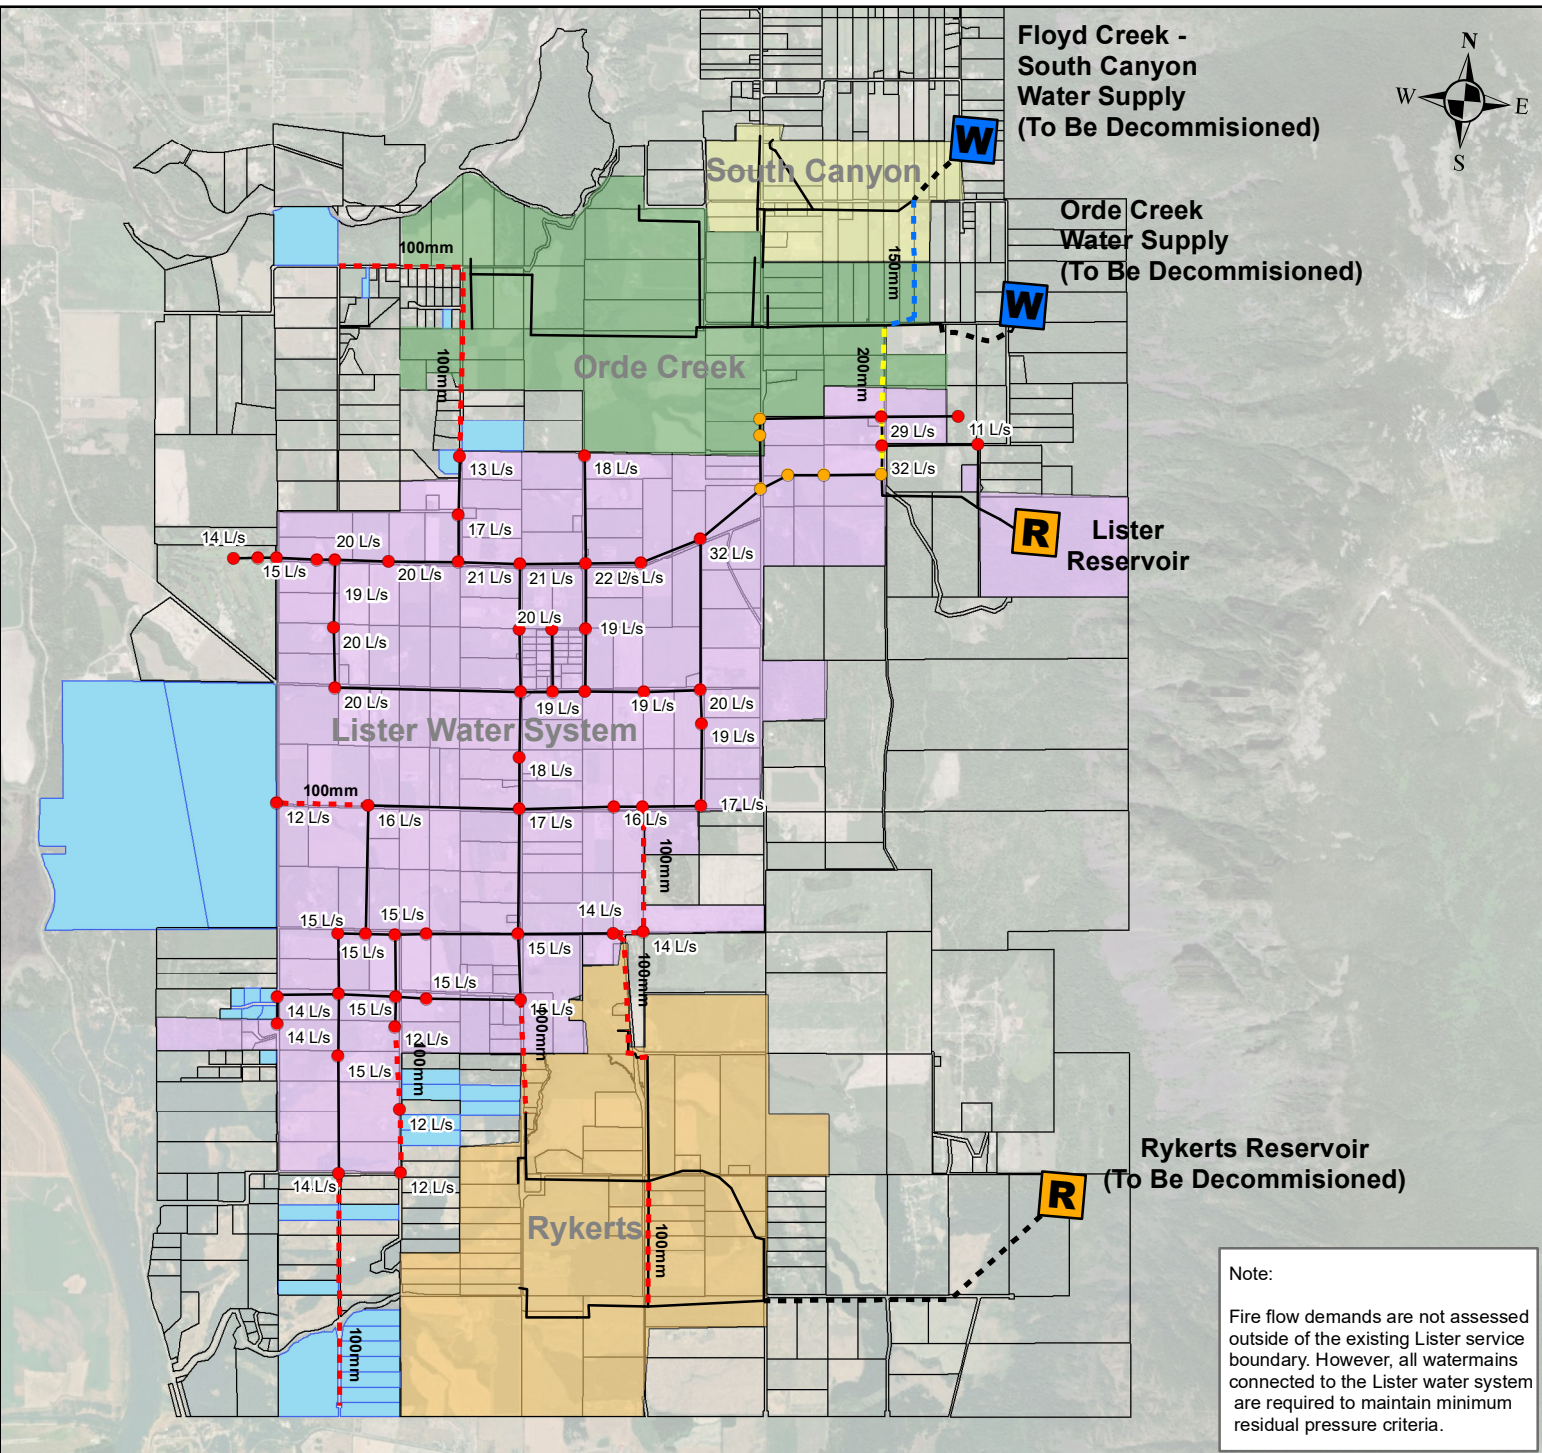 Floyd Creek -
South Canyon
Water Supply
(To Be Decommisioned)
N
W
E
S
W
South Canyon
Orde Creek
Water Supply
(To Be Decommisioned)
100mm
150mm
W
100mm
Orde Creek
200mm
29 L/s
11 L/s
13 L/s
18 L/s
32 L/s
17 L/s
R
Lister
Reservoir
14 L/s
20 L/s
32 L/s
15 L/s
20 L/s
21 L/s
21 L/s
22 L/s
19 L/s
20 L/s
20 L/s
19 L/s
20 L/s
19 L/s
19 L/s
20 L/s
Lister Water System
19 L/s
18 L/s
100mm
12 L/s
16 L/s
17 L/s
16 L/s
17 L/s
100mm
15 L/s
15 L/s
14 L/s
15 L/s
15 L/s
14 L/s
100mm
15 L/s
14 L/s
15 L/s
15 L/s
14 L/s
12 L/s
100mm
100mm
15 L/s
12 L/s
Rykerts Reservoir
(To Be Decommisioned)
14 L/s
12 L/s
R
Rykerts
100mm
100mm
Note:
Fire flow demands are not assessed
outside of the existing Lister service
boundary. However, all watermains
connected to the Lister water system
are required to maintain minimum
residual pressure criteria.